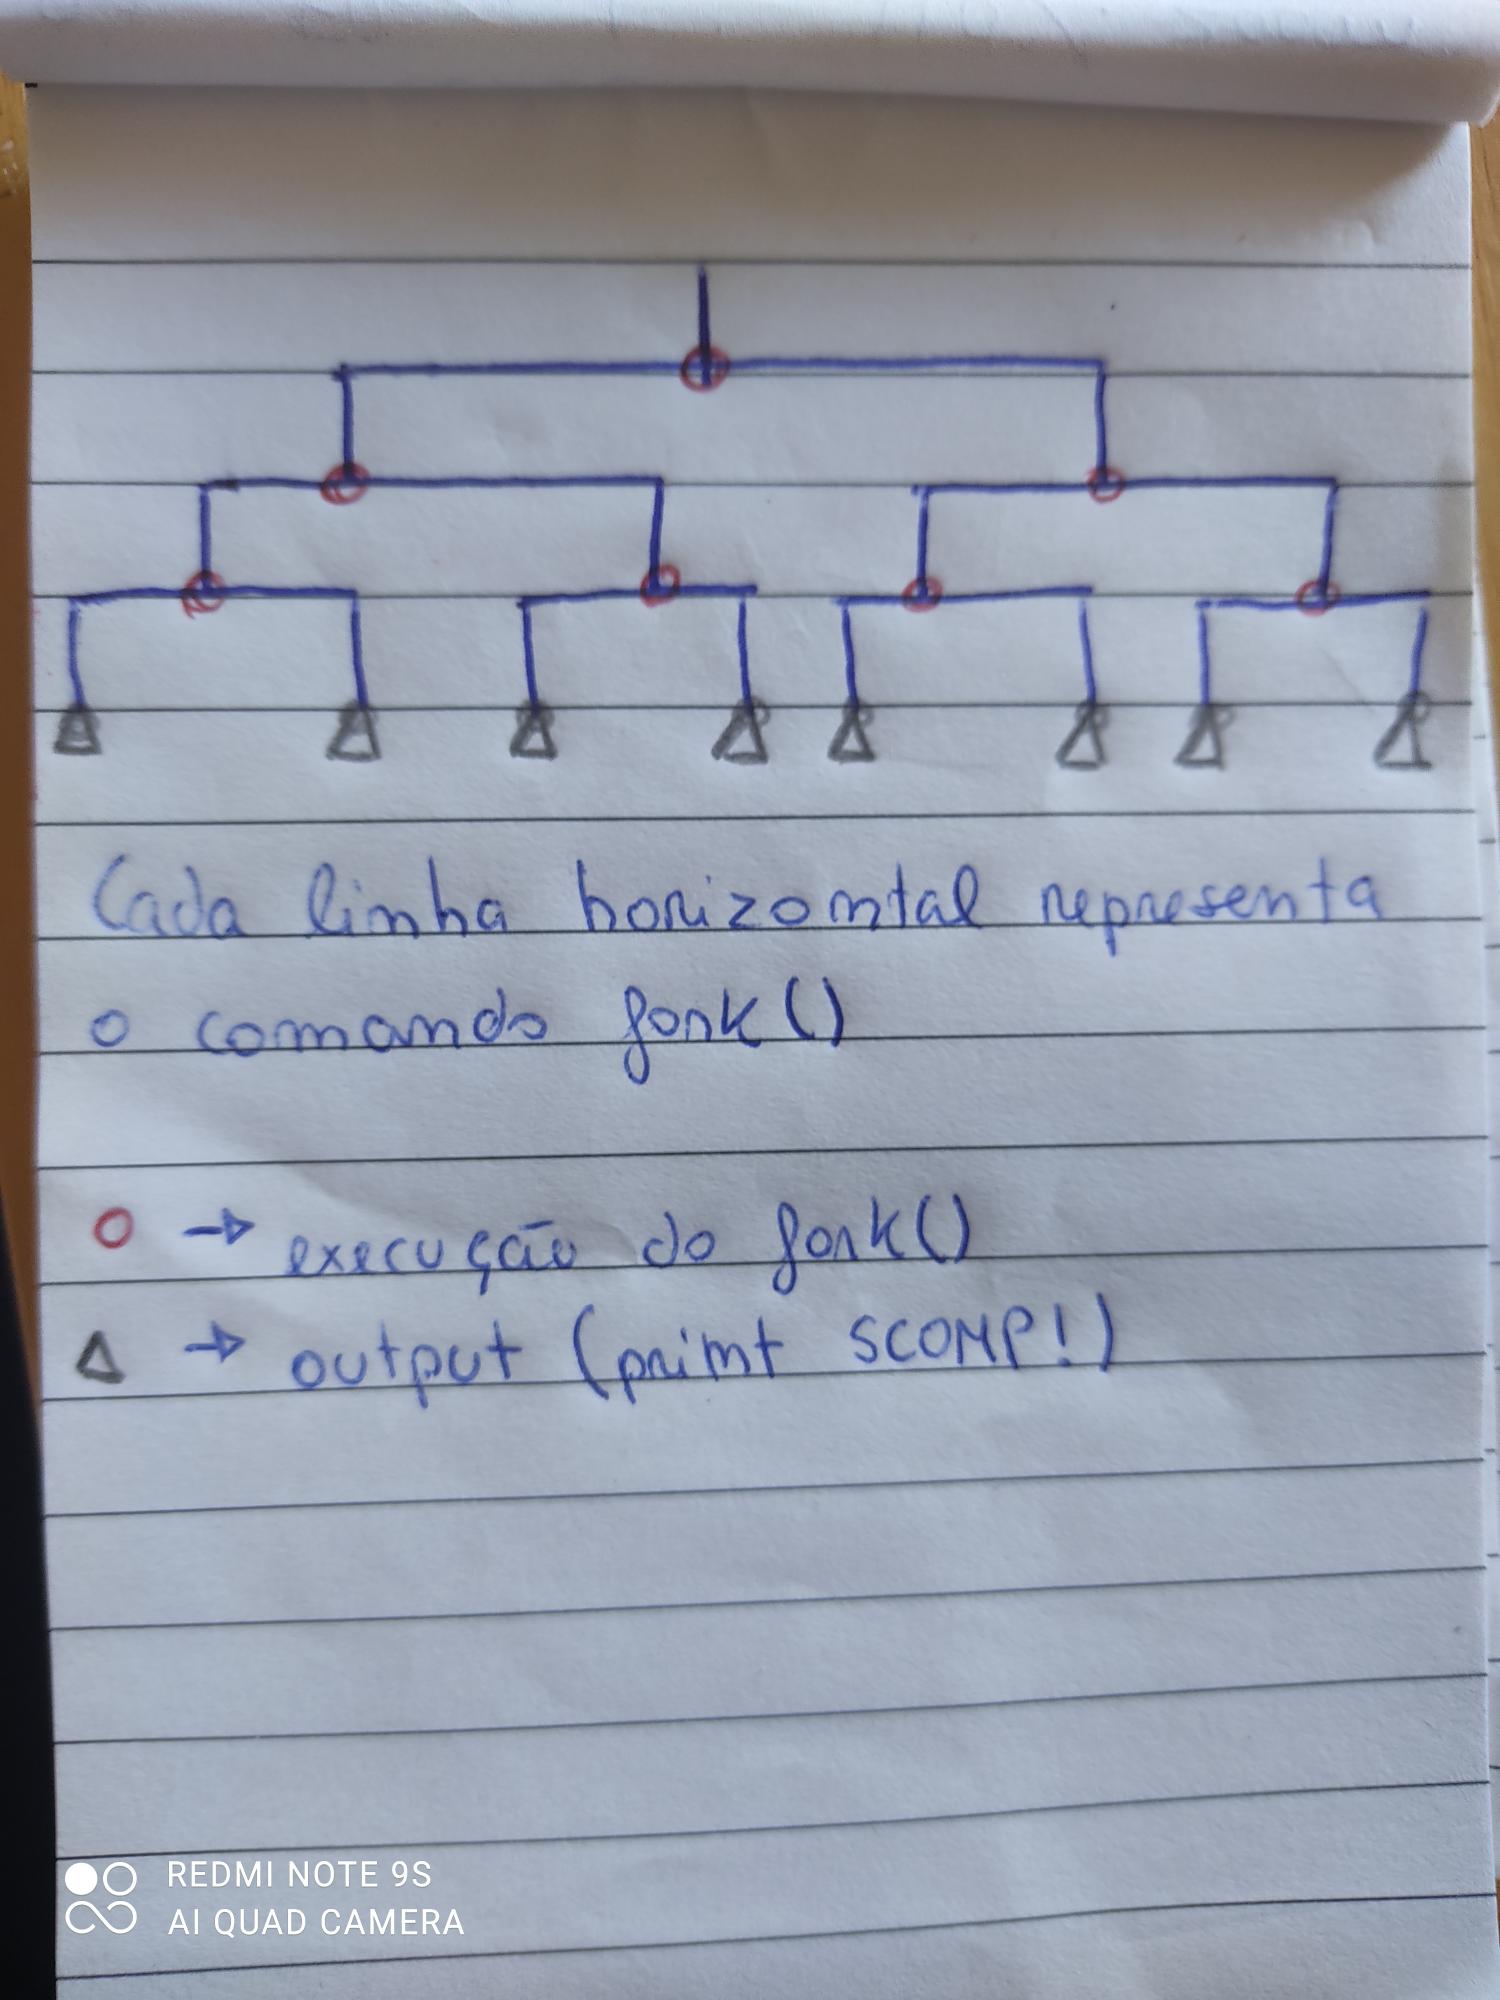 Cada linha horizontal representa
o comando fork()
O → execução do fork()
Δ → output (print SCOMP!)
REDMI NOTE 9S
AI QUAD CAMERA